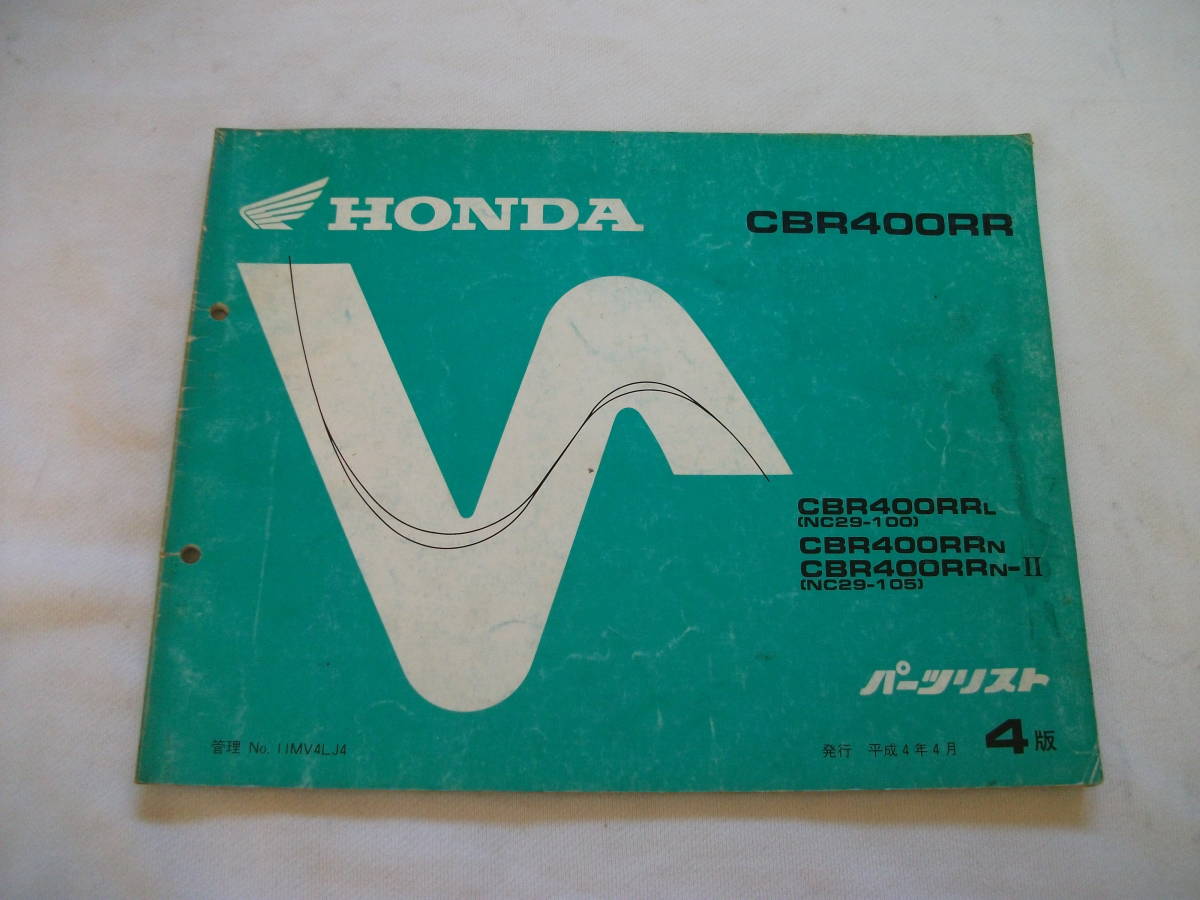 HONDA
CBR400RR
CBR400RRL
(NC29-100)
CBR400RRN
CBR400RRN-II
(NC29-105)
パーツリスト
管理 No. 11MV4LJ4
発行 平成4年4月 4版